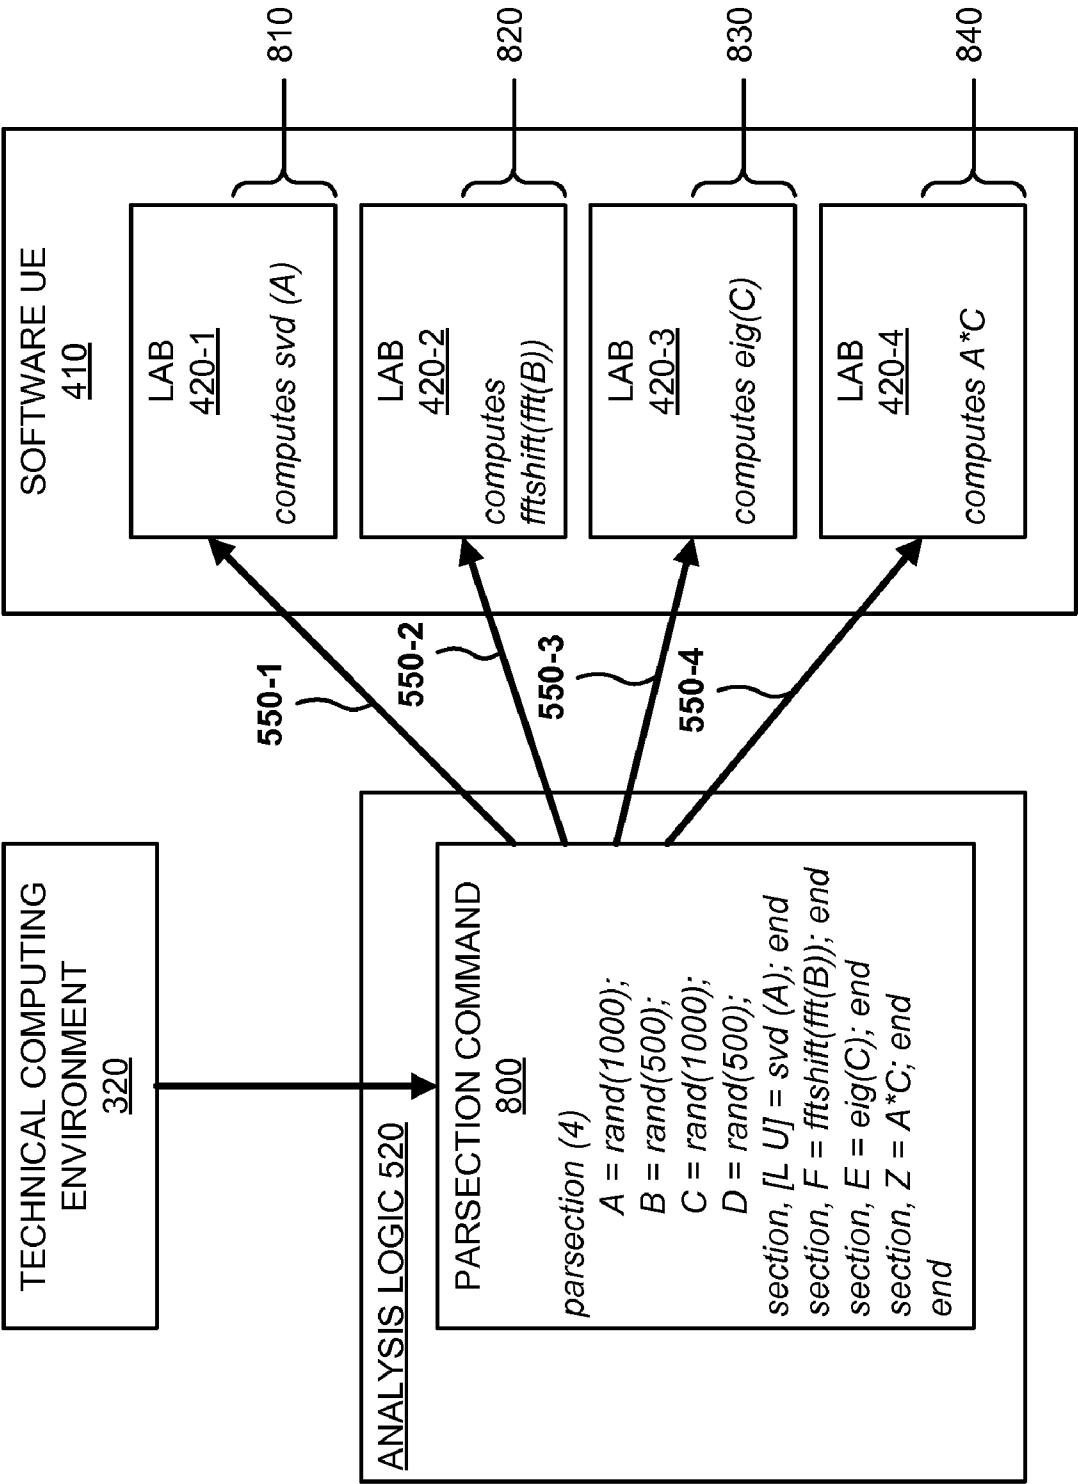 TECHNICAL COMPUTING
ENVIRONMENT
320
ANALYSIS LOGIC 520
PARSECTION COMMAND
800
parsection (4)
A = rand(1000);
B = rand(500);
C = rand(1000);
D = rand(500);
section, [L U] = svd (A); end
section, F = fftshift(fft(B)); end
section, E = eig(C); end
section, Z = A*C; end
end
550-1
550-2
550-3
550-4
SOFTWARE UE
410
LAB
420-1
computes svd (A)
810
LAB
420-2
computes
fftshift(fft(B))
820
LAB
420-3
computes eig(C)
830
LAB
420-4
computes A*C
840